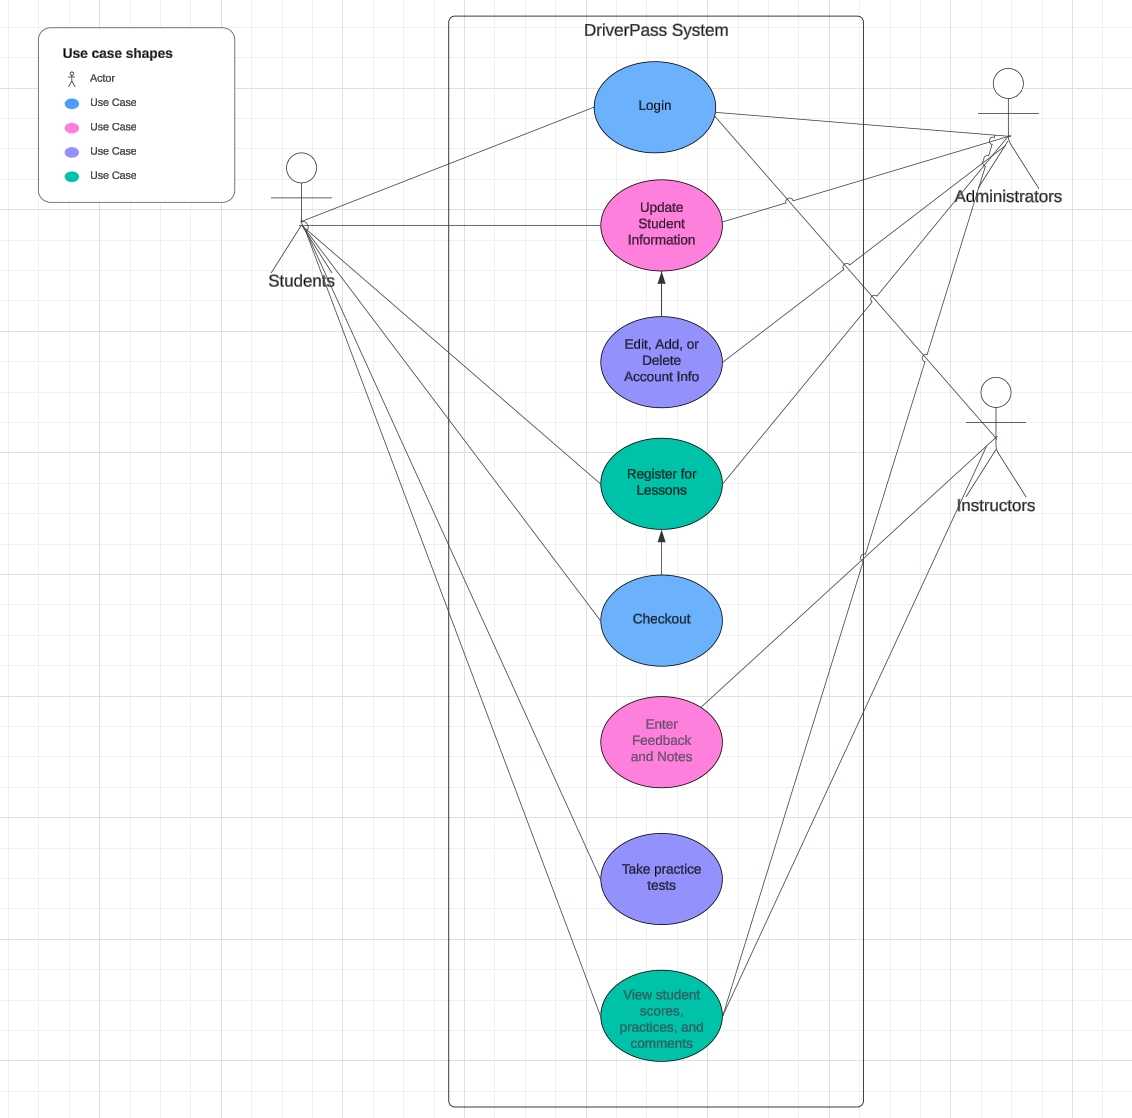 DriverPass System
Use case shapes
Actor
Use Case
Use Case
Use Case
Use Case
Login
Administrators
Update
Student
Information
Students
Edit, Add, or
Delete
Account Info
Register for
Lessons
Instructors
Checkout
Enter
Feedback
and Notes
Take practice
tests
View student
scores,
practices, and
comments